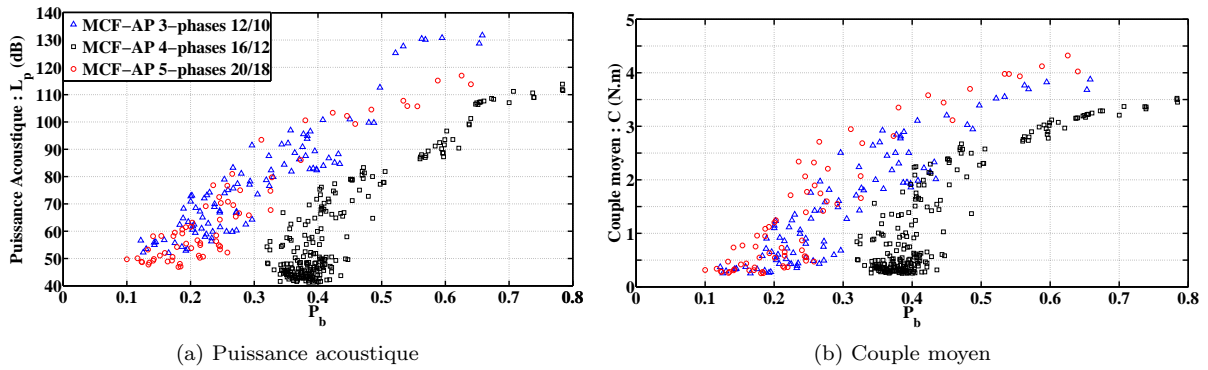 140
130
120
110
100
90
80
70
60
50
40
Puissance Acoustique : L_p (dB)
MCF−AP 3−phases 12/10
MCF−AP 4−phases 16/12
MCF−AP 5−phases 20/18
0 0.1 0.2 0.3 0.4 0.5 0.6 0.7 0.8
P_b
(a) Puissance acoustique
5
4
3
2
1
0
Couple moyen : C (N.m)
0 0.1 0.2 0.3 0.4 0.5 0.6 0.7 0.8
P_b
(b) Couple moyen